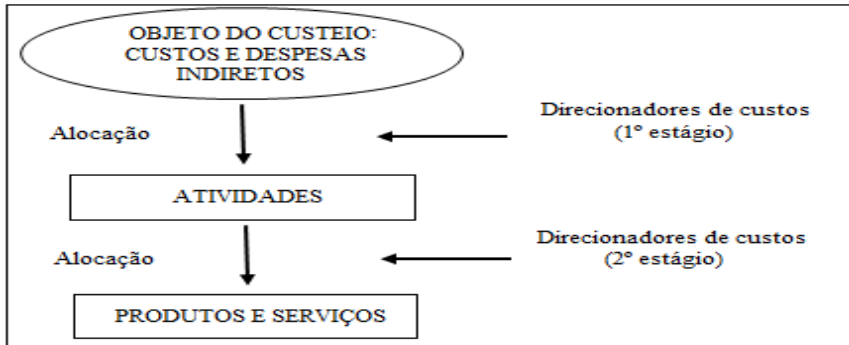 OBJETO DO CUSTEIO:
CUSTOS E DESPESAS
INDIRETOS
Direcionadores de custos
(1º estágio)
Alocação
ATIVIDADES
Direcionadores de custos
(2º estágio)
Alocação
PRODUTOS E SERVIÇOS